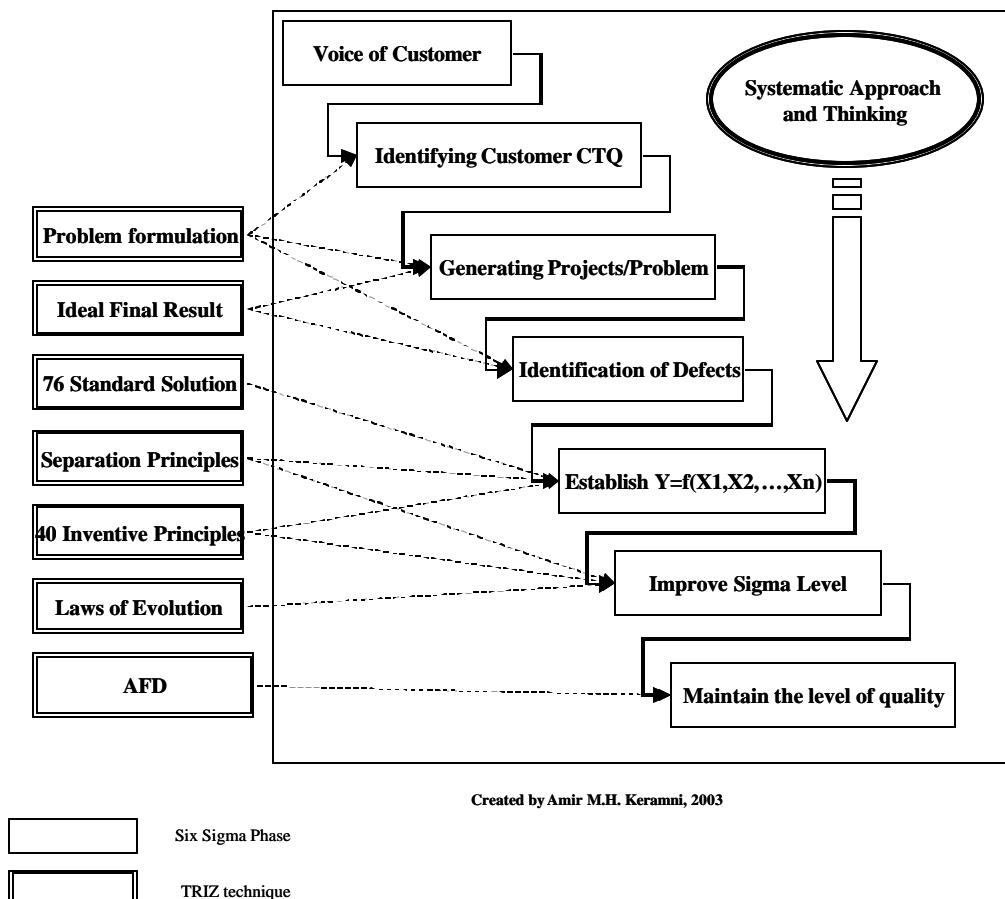 Voice of Customer
Systematic Approach
and Thinking
Identifying Customer CTQ
Problem formulation
Generating Projects/Problem
Ideal Final Result
Identification of Defects
76 Standard Solution
Separation Principles
Establish Y=f(X1,X2,…,Xn)
40 Inventive Principles
Improve Sigma Level
Laws of Evolution
AFD
Maintain the level of quality
Created by Amir M.H. Keramni, 2003
Six Sigma Phase
TRIZ technique